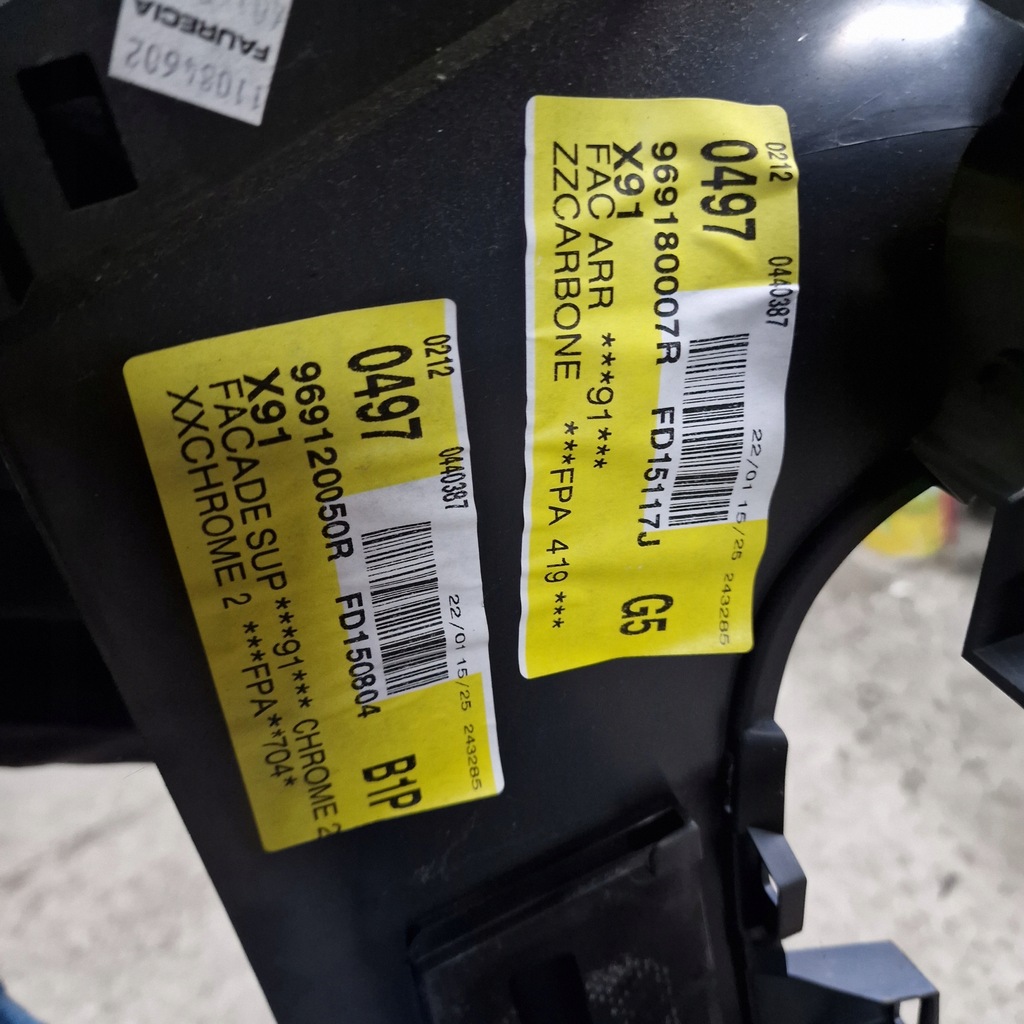 FAURECIA
11084602
0212 0440387 22/01 15/25 243285
0497
969180007R FD15117J G5
X91
FAC ARR ***91***
ZZCARBONE ***FPA 419 ***
0212 0440387 22/01 15/25 243285
0497
969120050R FD150804 B1P
X91
FACADE SUP ***91*** CHROME 2
XXCHROME 2 ***FPA**704*